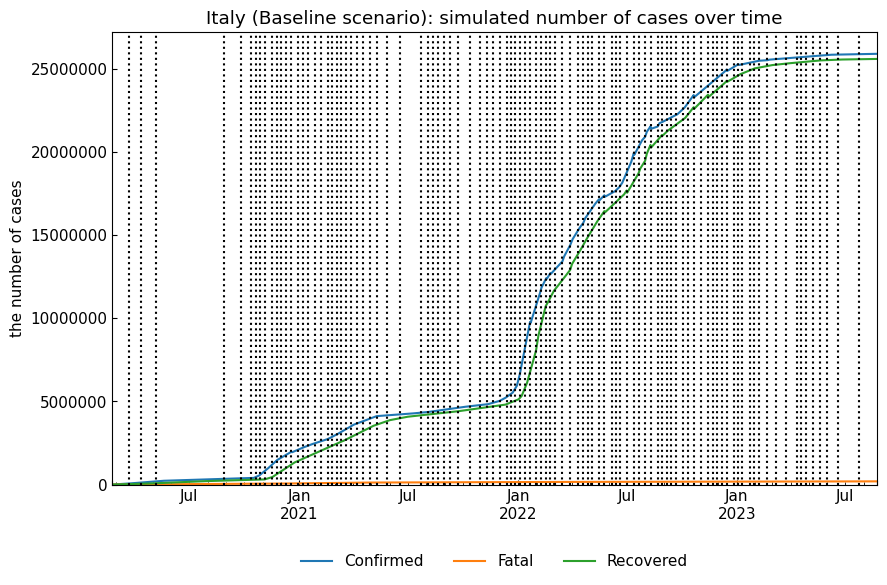 Italy (Baseline scenario): simulated number of cases over time
the number of cases
25000000
20000000
15000000
10000000
5000000
0
Jul Jan Jul Jan Jul Jan Jul
2021 2022 2023
Confirmed Fatal Recovered